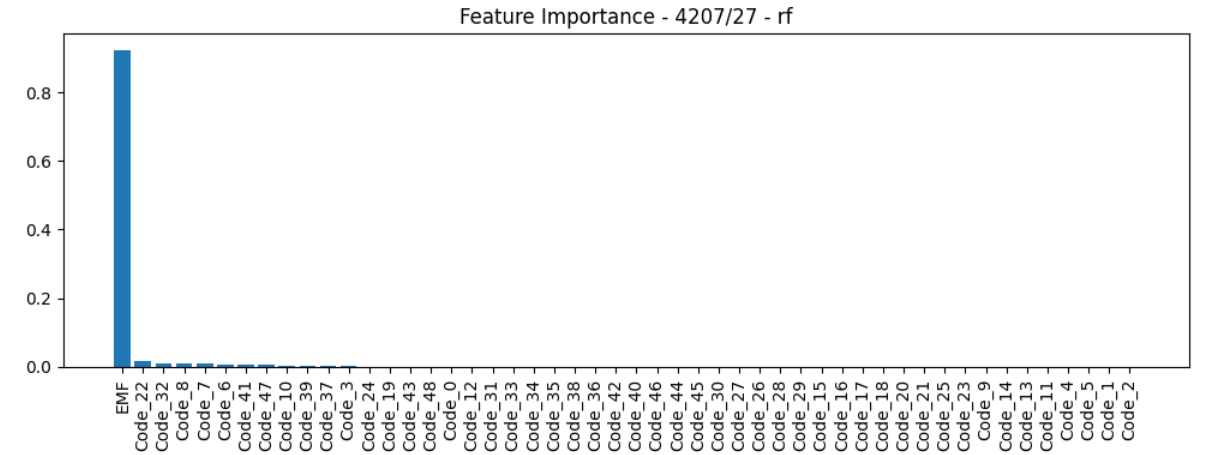 Feature Importance - 4207/27 - rf
0.8
0.6
0.4
0.2
0.0
EMF
Code_22
Code_32
Code_8
Code_7
Code_6
Code_41
Code_47
Code_10
Code_39
Code_37
Code_3
Code_24
Code_19
Code_43
Code_48
Code_0
Code_12
Code_31
Code_33
Code_34
Code_35
Code_38
Code_36
Code_42
Code_40
Code_46
Code_44
Code_45
Code_30
Code_27
Code_26
Code_28
Code_29
Code_15
Code_16
Code_17
Code_18
Code_20
Code_21
Code_25
Code_23
Code_9
Code_14
Code_13
Code_11
Code_4
Code_5
Code_1
Code_2